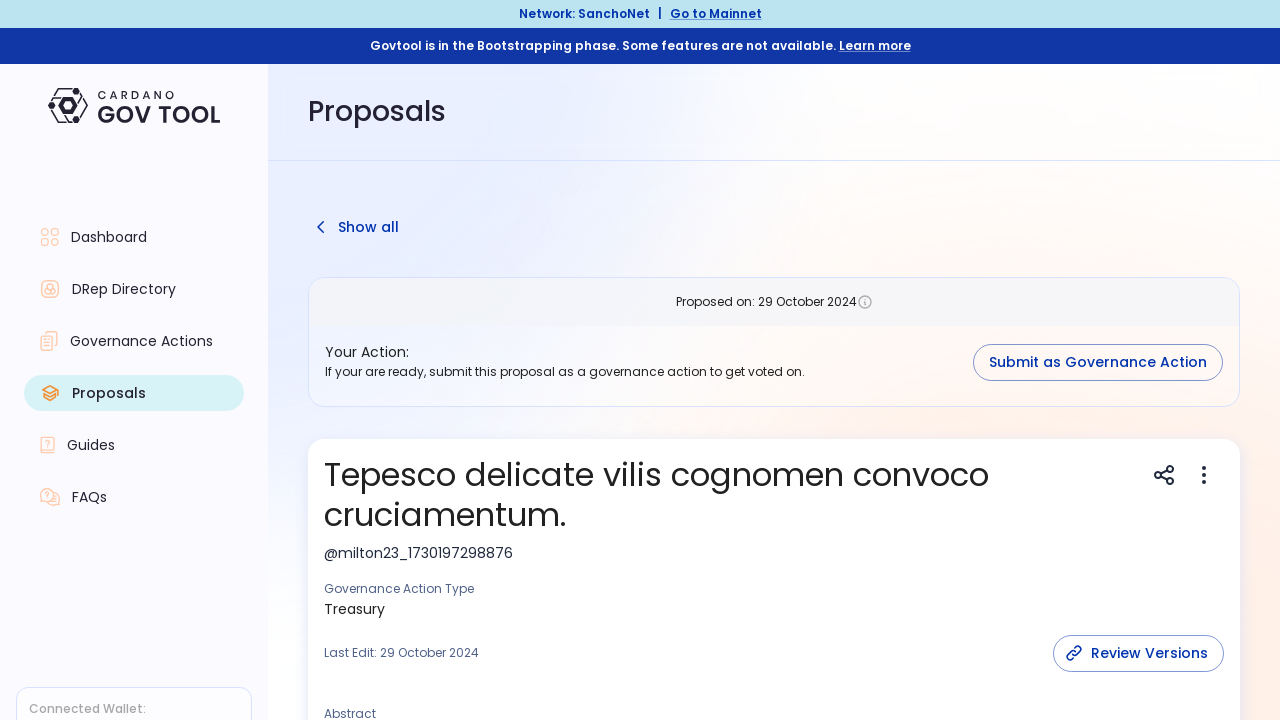 Network: SanchoNet | Go to Mainnet
Govtool is in the Bootstrapping phase. Some features are not available. Learn more
CARDANO
GOV TOOL
Dashboard
DRep Directory
Governance Actions
Proposals
Guides
FAQs
Connected Wallet:
Proposals
Show all
Proposed on: 29 October 2024
Your Action:
If your are ready, submit this proposal as a governance action to get voted on.
Submit as Governance Action
Tepesco delicate vilis cognomen convoco
cruciamentum.
@milton23_1730197298876
Governance Action Type
Treasury
Last Edit: 29 October 2024
Review Versions
Abstract